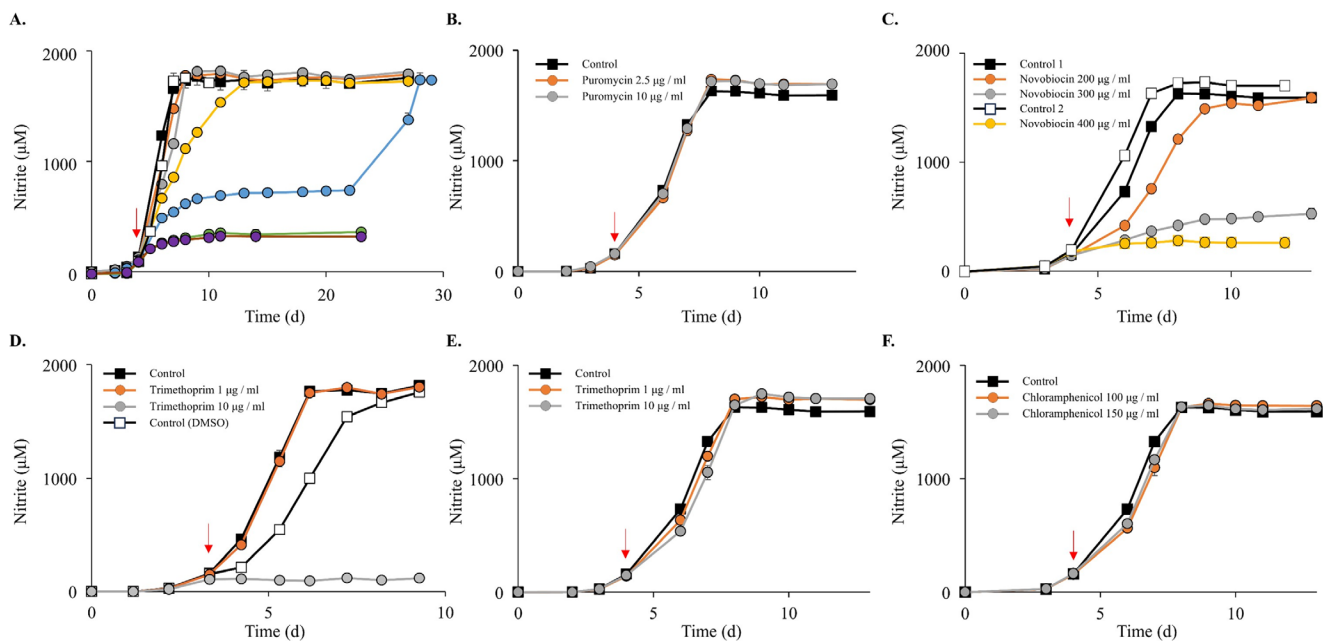 A.
2000
1000
0
Nitrite (µM)
0
10
20
30
Time (d)
B.
2000
1000
0
Nitrite (µM)
Control
Puromycin 2.5 µg / ml
Puromycin 10 µg / ml
0
5
10
Time (d)
C.
2000
1000
0
Nitrite (µM)
Control 1
Novobiocin 200 µg / ml
Novobiocin 300 µg / ml
Control 2
Novobiocin 400 µg / ml
0
5
10
Time (d)
D.
2000
1000
0
Nitrite (µM)
Control
Trimethoprim 1 µg / ml
Trimethoprim 10 µg / ml
Control (DMSO)
0
5
10
Time (d)
E.
2000
1000
0
Nitrite (µM)
Control
Trimethoprim 1 µg / ml
Trimethoprim 10 µg / ml
0
5
10
Time (d)
F.
2000
1000
0
Nitrite (µM)
Control
Chloramphenicol 100 µg / ml
Chloramphenicol 150 µg / ml
0
5
10
Time (d)